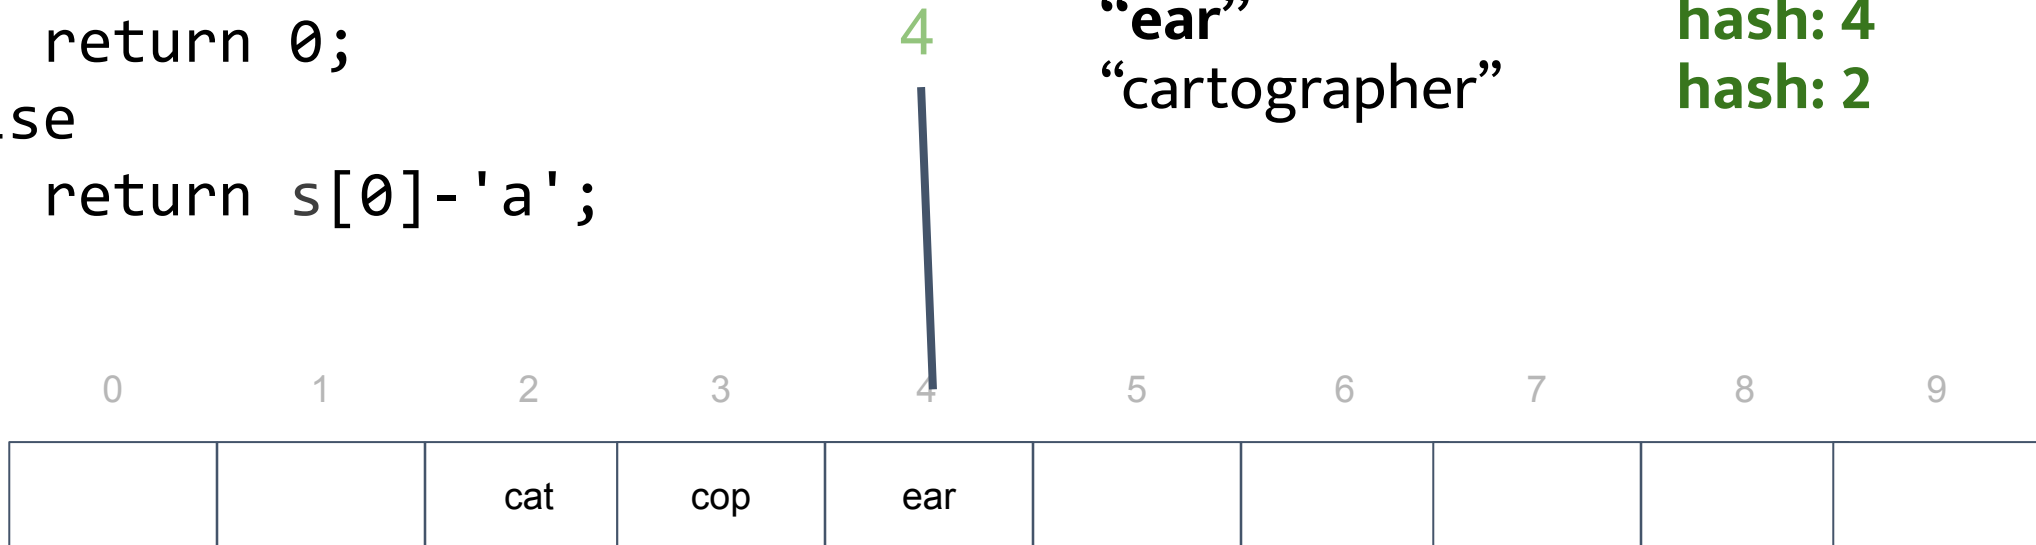 return 0;
se
return s[0]-'a';
4
“ear” hash: 4
“cartographer” hash: 2
0 1 2 3 4 5 6 7 8 9
cat cop ear